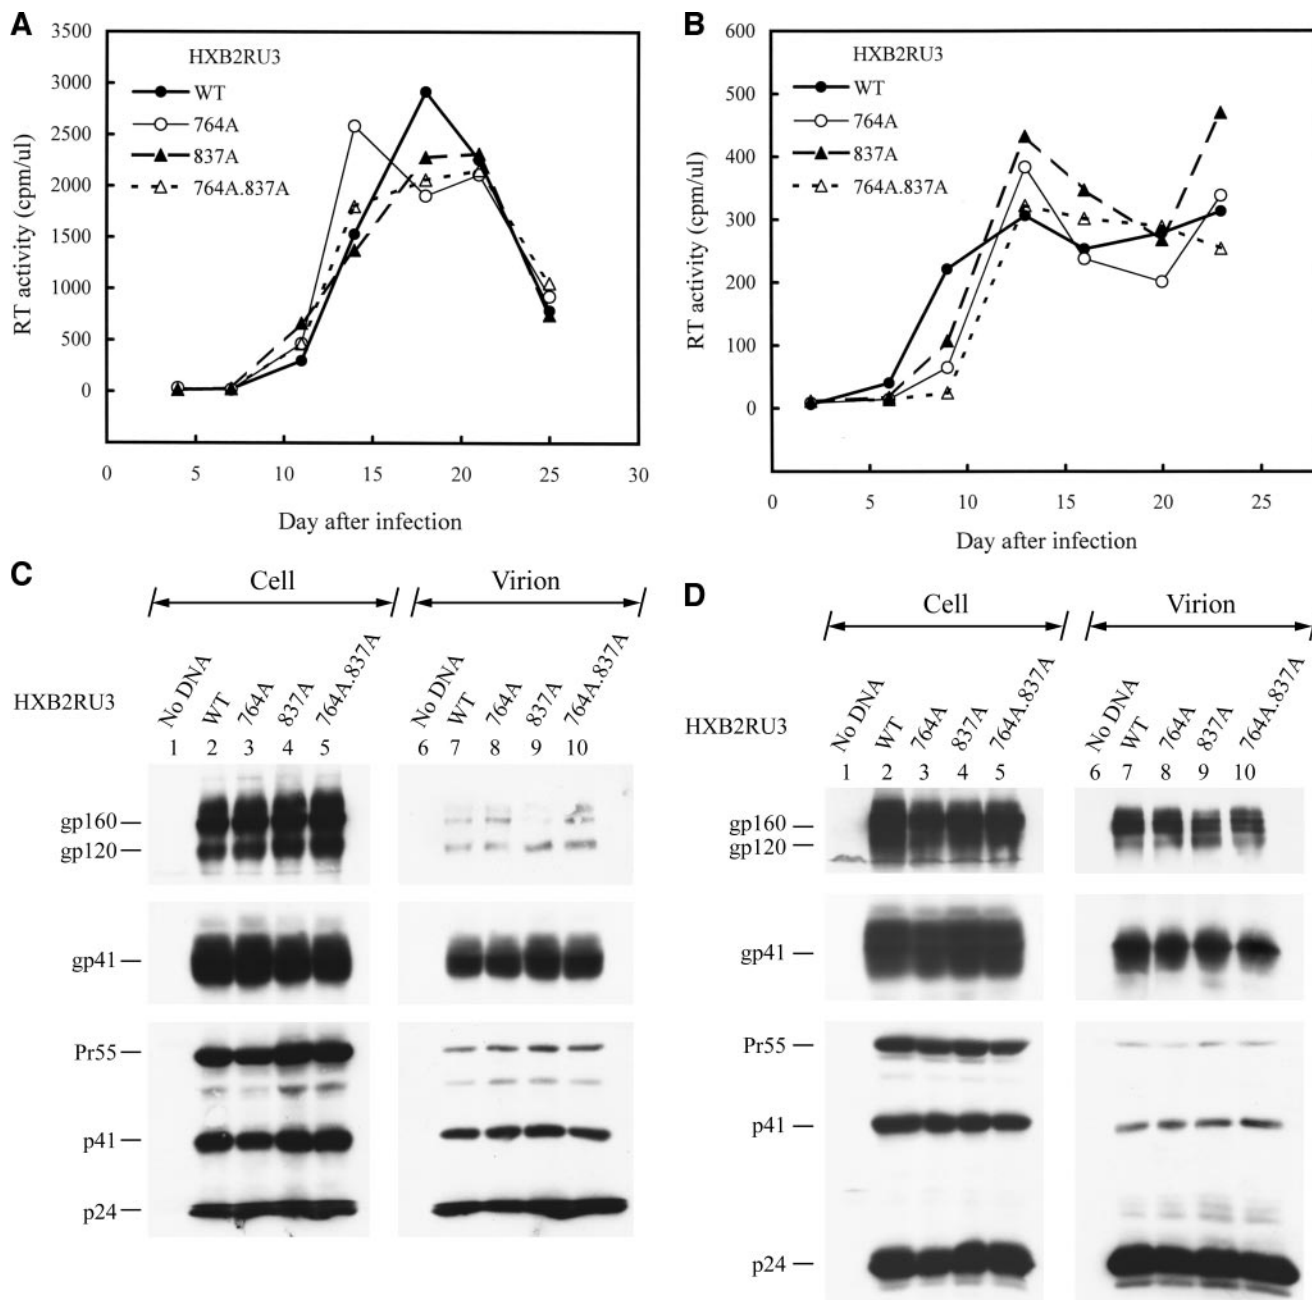 A
3500
3000
2500
2000
1500
1000
500
0
RT activity (cpm/ul)
HXB2RU3
WT
764A
837A
764A.837A
0 5 10 15 20 25 30
Day after infection
B
600
500
400
300
200
100
0
RT activity (cpm/ul)
HXB2RU3
WT
764A
837A
764A.837A
0 5 10 15 20 25
Day after infection
C
Cell Virion
HXB2RU3
No DNA WT 764A 837A 764A.837A No DNA WT 764A 837A 764A.837A
1 2 3 4 5 6 7 8 9 10
gp160
gp120
gp41
Pr55
p41
p24
D
Cell Virion
HXB2RU3
No DNA WT 764A 837A 764A.837A No DNA WT 764A 837A 764A.837A
1 2 3 4 5 6 7 8 9 10
gp160
gp120
gp41
Pr55
p41
p24